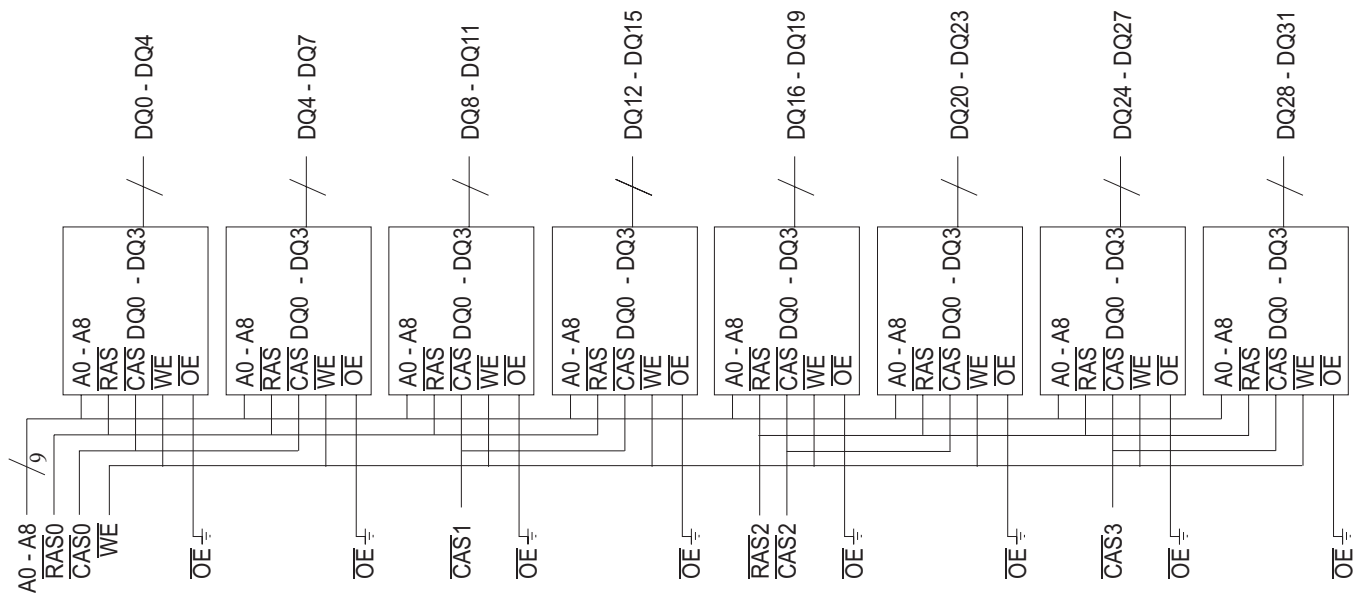 A0 - A8
RAS0
CAS0
WE
9
OE
A0 - A8
RAS
CAS DQ0 - DQ3
WE
OE
DQ0 - DQ4
OE
A0 - A8
RAS
CAS DQ0 - DQ3
WE
OE
DQ4 - DQ7
CAS1
OE
A0 - A8
RAS
CAS DQ0 - DQ3
WE
OE
DQ8 - DQ11
OE
A0 - A8
RAS
CAS DQ0 - DQ3
WE
OE
DQ12 - DQ15
RAS2
CAS2
OE
A0 - A8
RAS
CAS DQ0 - DQ3
WE
OE
DQ16 - DQ19
OE
A0 - A8
RAS
CAS DQ0 - DQ3
WE
OE
DQ20 - DQ23
CAS3
OE
A0 - A8
RAS
CAS DQ0 - DQ3
WE
OE
DQ24 - DQ27
OE
A0 - A8
RAS
CAS DQ0 - DQ3
WE
OE
DQ28 - DQ31